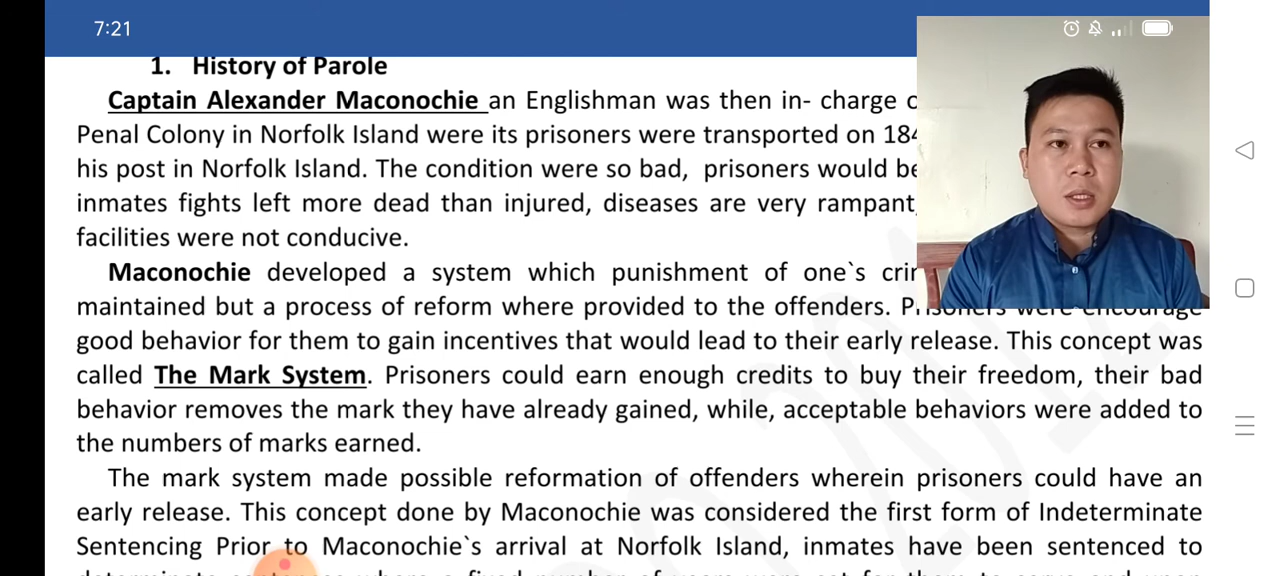 7:21
1. History of Parole
Captain Alexander Maconochie an Englishman was then in- charge
Penal Colony in Norfolk Island were its prisoners were transported on 184
his post in Norfolk Island. The condition were so bad, prisoners would be
inmates fights left more dead than injured, diseases are very rampant,
facilities were not conducive.
Maconochie developed a system which punishment of one`s
maintained but a process of reform where provided to the offenders. Prisoners were encourage
good behavior for them to gain incentives that would lead to their early release. This concept was
called The Mark System. Prisoners could earn enough credits to buy their freedom, their bad
behavior removes the mark they have already gained, while, acceptable behaviors were added to
the numbers of marks earned.
The mark system made possible reformation of offenders wherein prisoners could have an
early release. This concept done by Maconochie was considered the first form of Indeterminate
Sentencing Prior to Maconochie`s arrival at Norfolk Island, inmates have been sentenced to